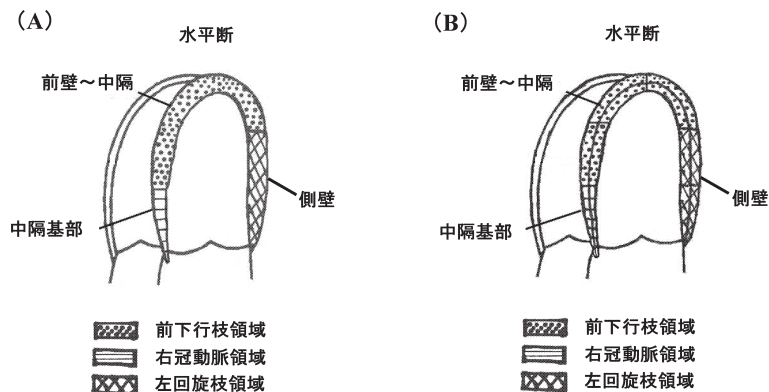 (A)
水平断
前壁〜中隔
側壁
中隔基部
前下行枝領域
右冠動脈領域
左回旋枝領域
(B)
水平断
前壁〜中隔
側壁
中隔基部
前下行枝領域
右冠動脈領域
左回旋枝領域